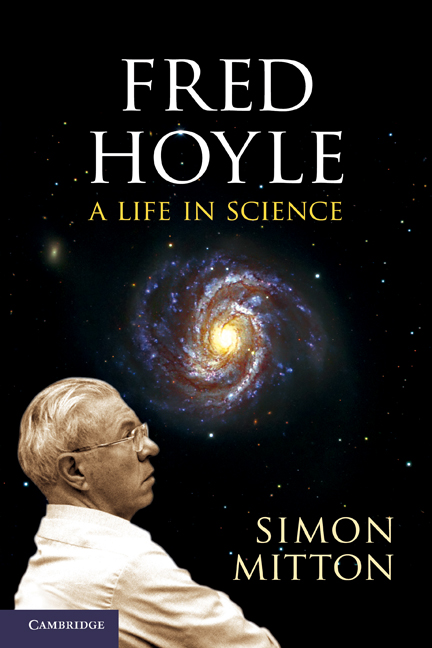 FRED
HOYLE
A LIFE IN SCIENCE
SIMON
MITTON
CAMBRIDGE